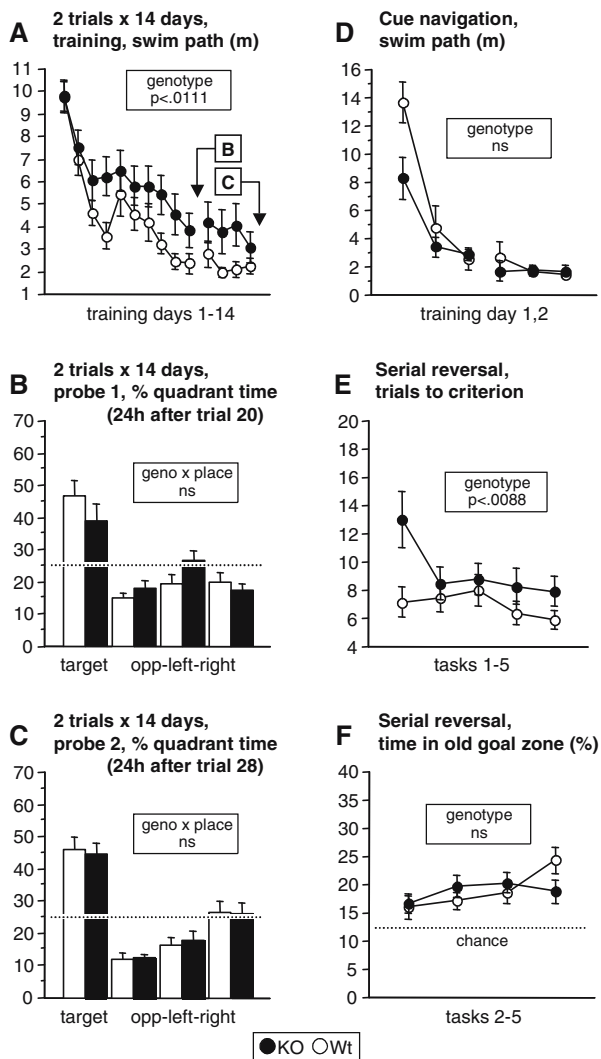 A 2 trials x 14 days,
training, swim path (m)
11
10
9
8
7
6
5
4
3
2
1
genotype
p<.0111
B
C
training days 1-14
D Cue navigation,
swim path (m)
16
14
12
10
8
6
4
2
0
genotype
ns
training day 1,2
B 2 trials x 14 days,
probe 1, % quadrant time
(24h after trial 20)
70
60
50
40
30
20
10
0
geno x place
ns
target opp-left-right
E Serial reversal,
trials to criterion
20
18
16
14
12
10
8
6
4
genotype
p<.0088
tasks 1-5
C 2 trials x 14 days,
probe 2, % quadrant time
(24h after trial 28)
70
60
50
40
30
20
10
0
geno x place
ns
target opp-left-right
F Serial reversal,
time in old goal zone (%)
40
35
30
25
20
15
10
5
0
genotype
ns
chance
tasks 2-5
KO Wt